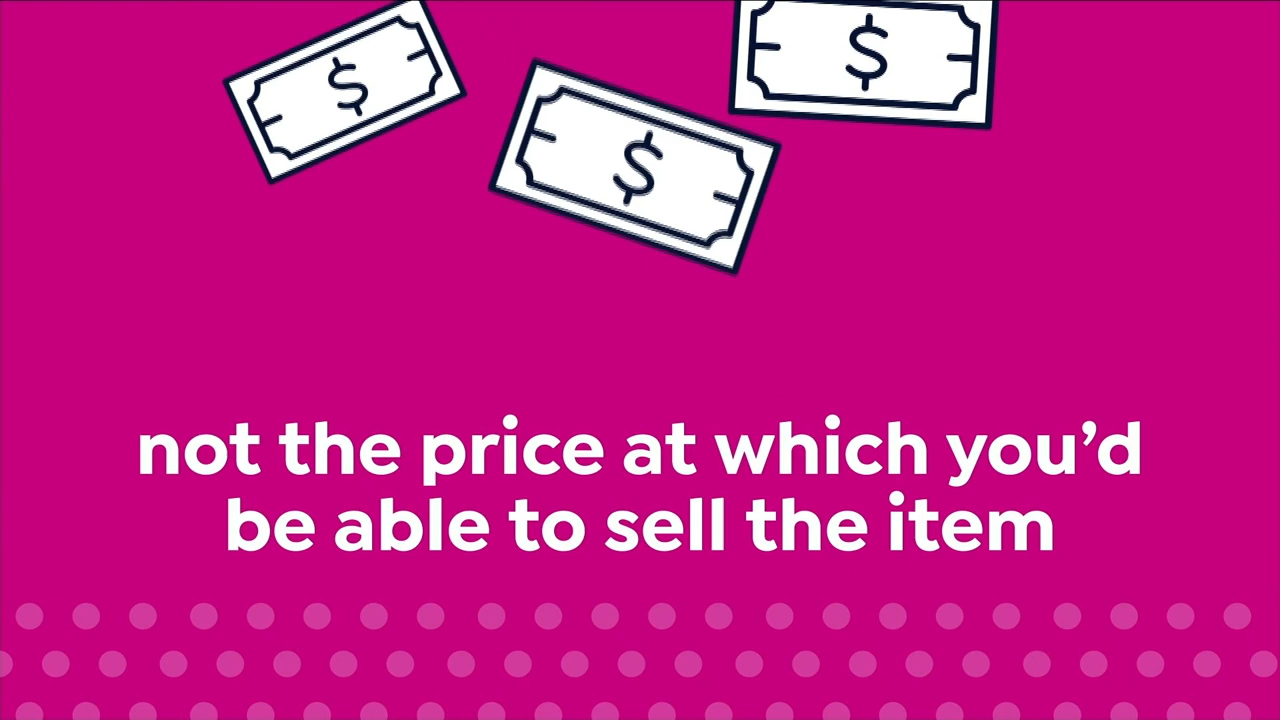 $
$
$
not the price at which you’d
be able to sell the item